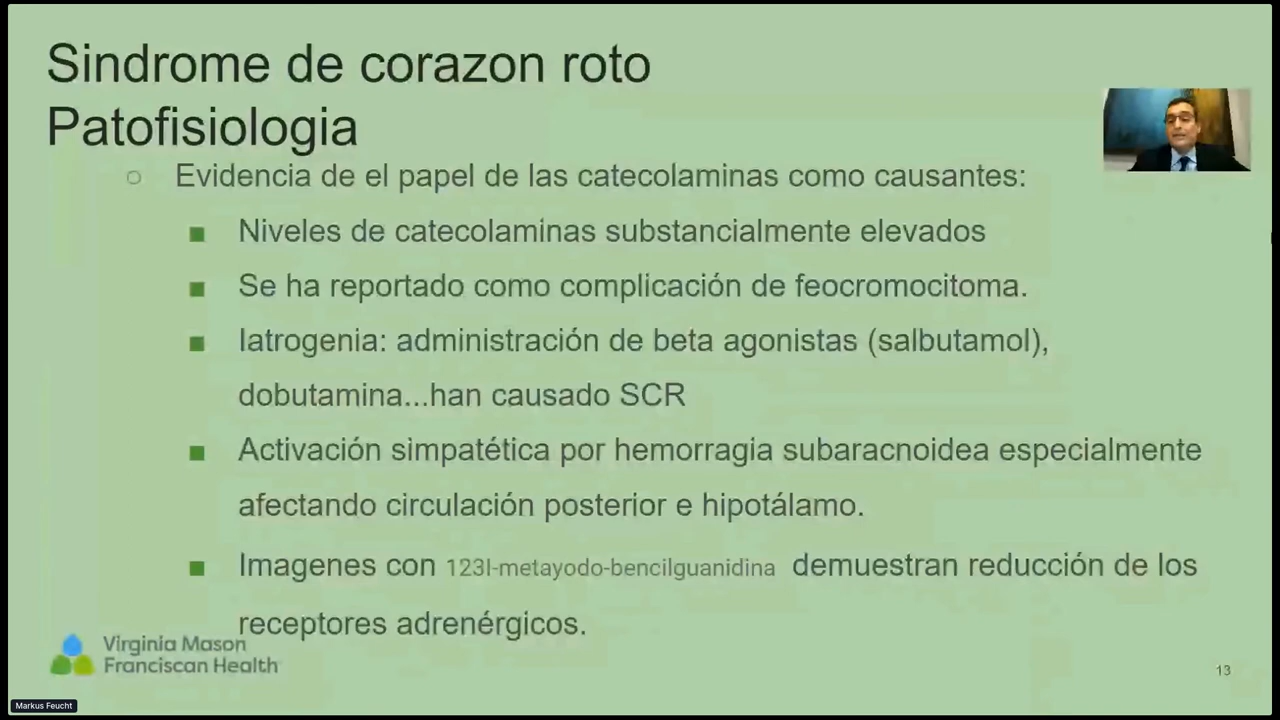 Sindrome de corazon roto
Patofisiologia
Evidencia de el papel de las catecolaminas como causantes:
Niveles de catecolaminas substancialmente elevados
Se ha reportado como complicación de feocromocitoma.
Iatrogenia: administración de beta agonistas (salbutamol),
dobutamina...han causado SCR
Activación simpatética por hemorragia subaracnoidea especialmente
afectando circulación posterior e hipotálamo.
Imagenes con 123I-metayodo-bencilguanidina demuestran reducción de los
receptores adrenérgicos.
Virginia Mason
Franciscan Health
13
Markus Feucht